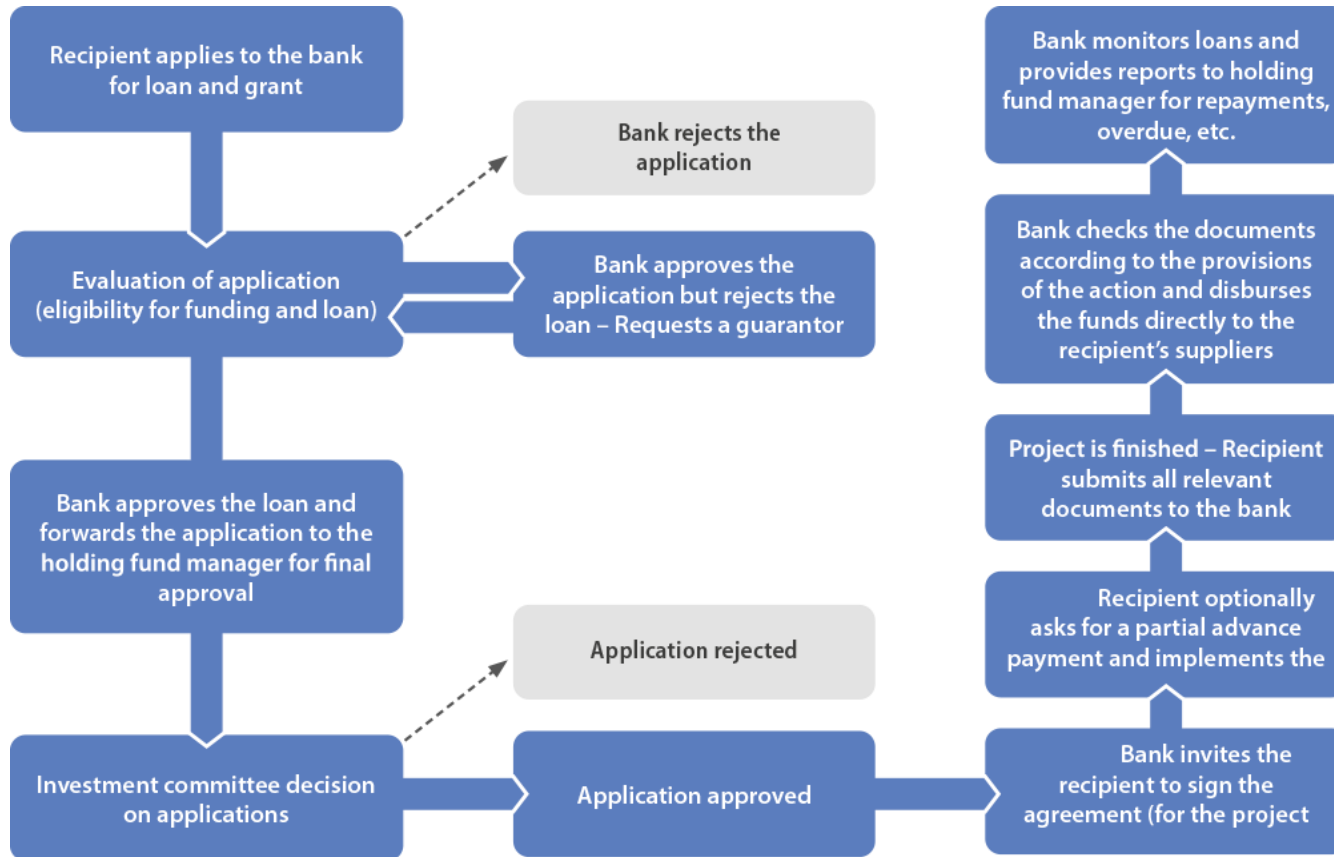 Recipient applies to the bank
for loan and grant
Bank rejects the
application
Evaluation of application
(eligibility for funding and loan)
Bank approves the
application but rejects the
loan – Requests a guarantor
Bank approves the loan and
forwards the application to the
holding fund manager for final
approval
Investment committee decision
on applications
Application rejected
Application approved
Bank invites the
recipient to sign the
agreement (for the project
Recipient optionally
asks for a partial advance
payment and implements the
Project is finished – Recipient
submits all relevant
documents to the bank
Bank checks the documents
according to the provisions
of the action and disburses
the funds directly to the
recipient's suppliers
Bank monitors loans and
provides reports to holding
fund manager for repayments,
overdue, etc.